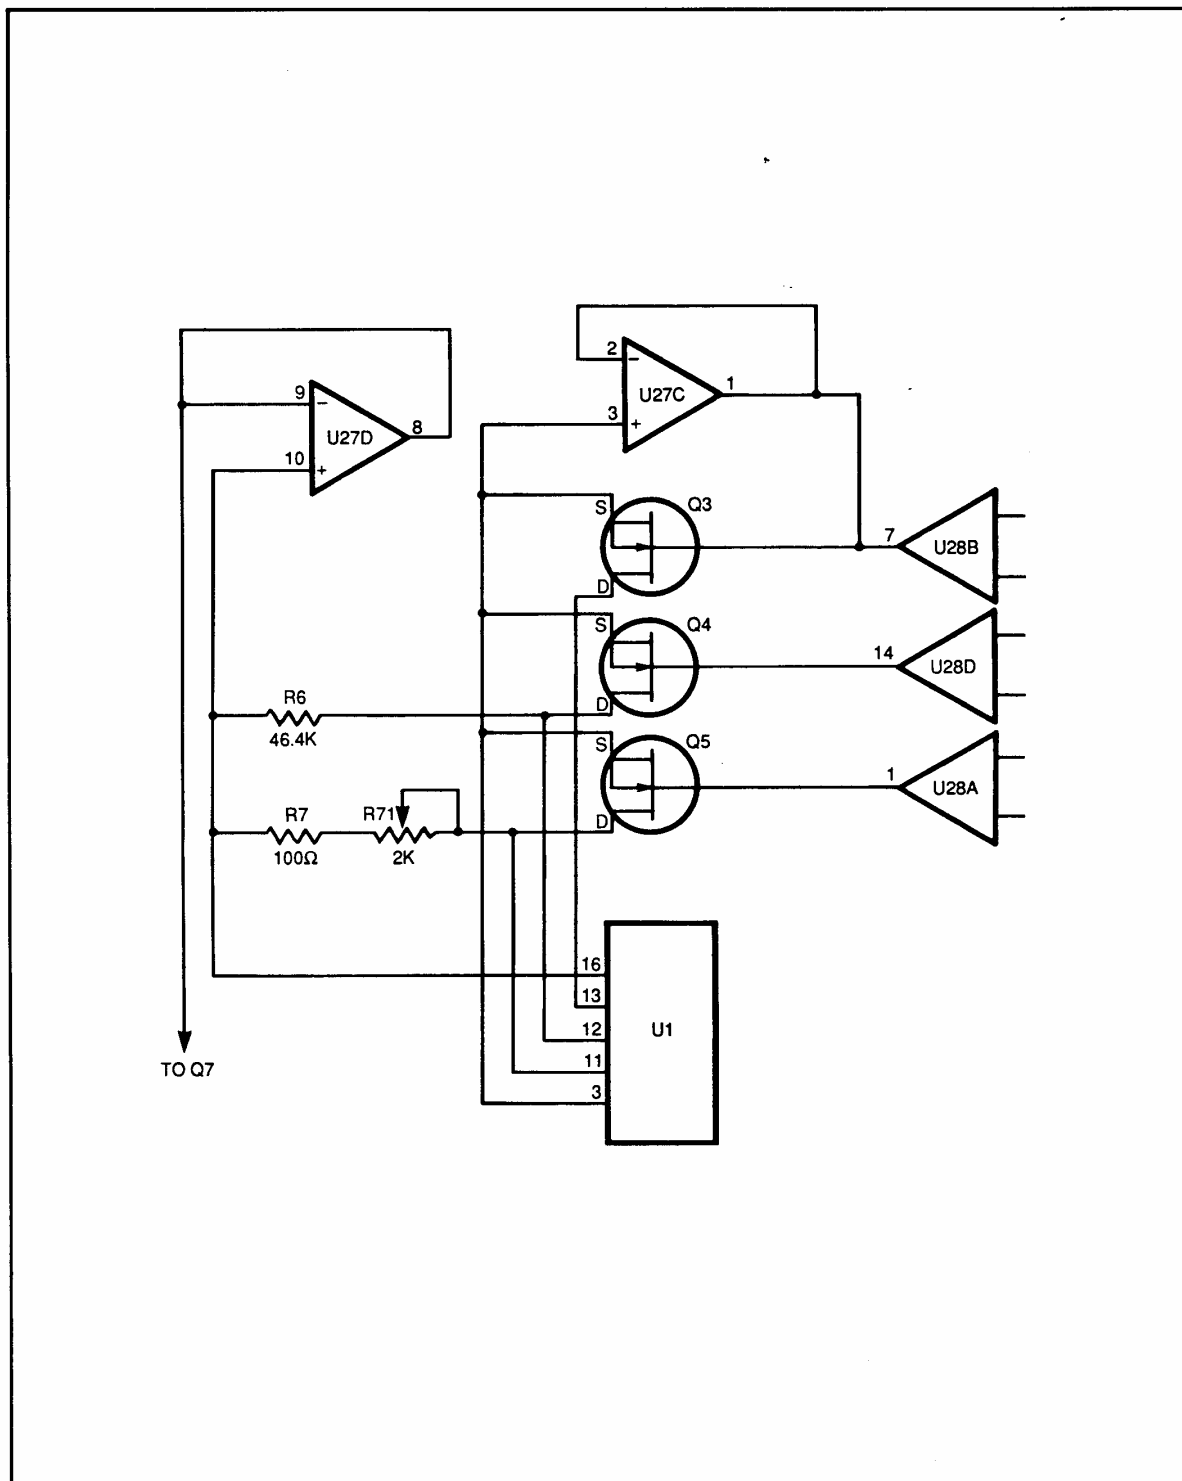 2
−
U27C
1
3
+
9
−
U27D
8
10
+
S
Q3
7
U28B
D
S
Q4
14
U28D
D
R6
46.4K
S
Q5
1
U28A
D
R7
100Ω
R71
2K
16
13
12
11
3
U1
TO Q7